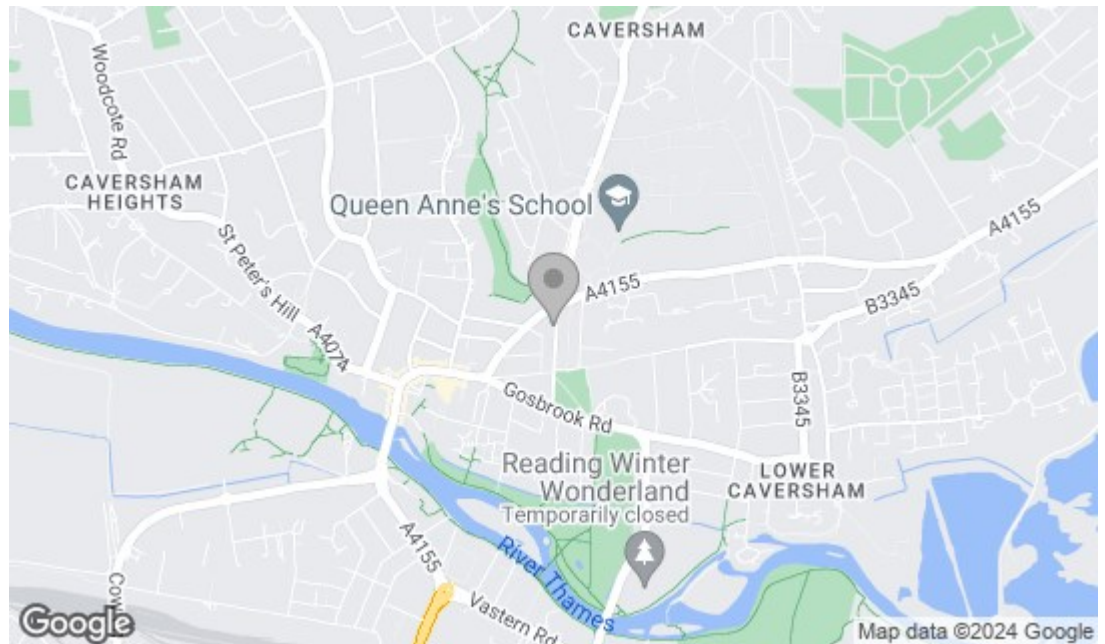 CAVERSHAM
Woodcote Rd
CAVERSHAM
HEIGHTS
Queen Anne's School
A4155
St Peter's Hill
A4155
B3345
A4074
B3345
Gosbrook Rd
Reading Winter
Wonderland
Temporarily closed
LOWER
CAVERSHAM
A4155
River Thames
Cow
Vastern Rd
Google
Map data ©2024 Google